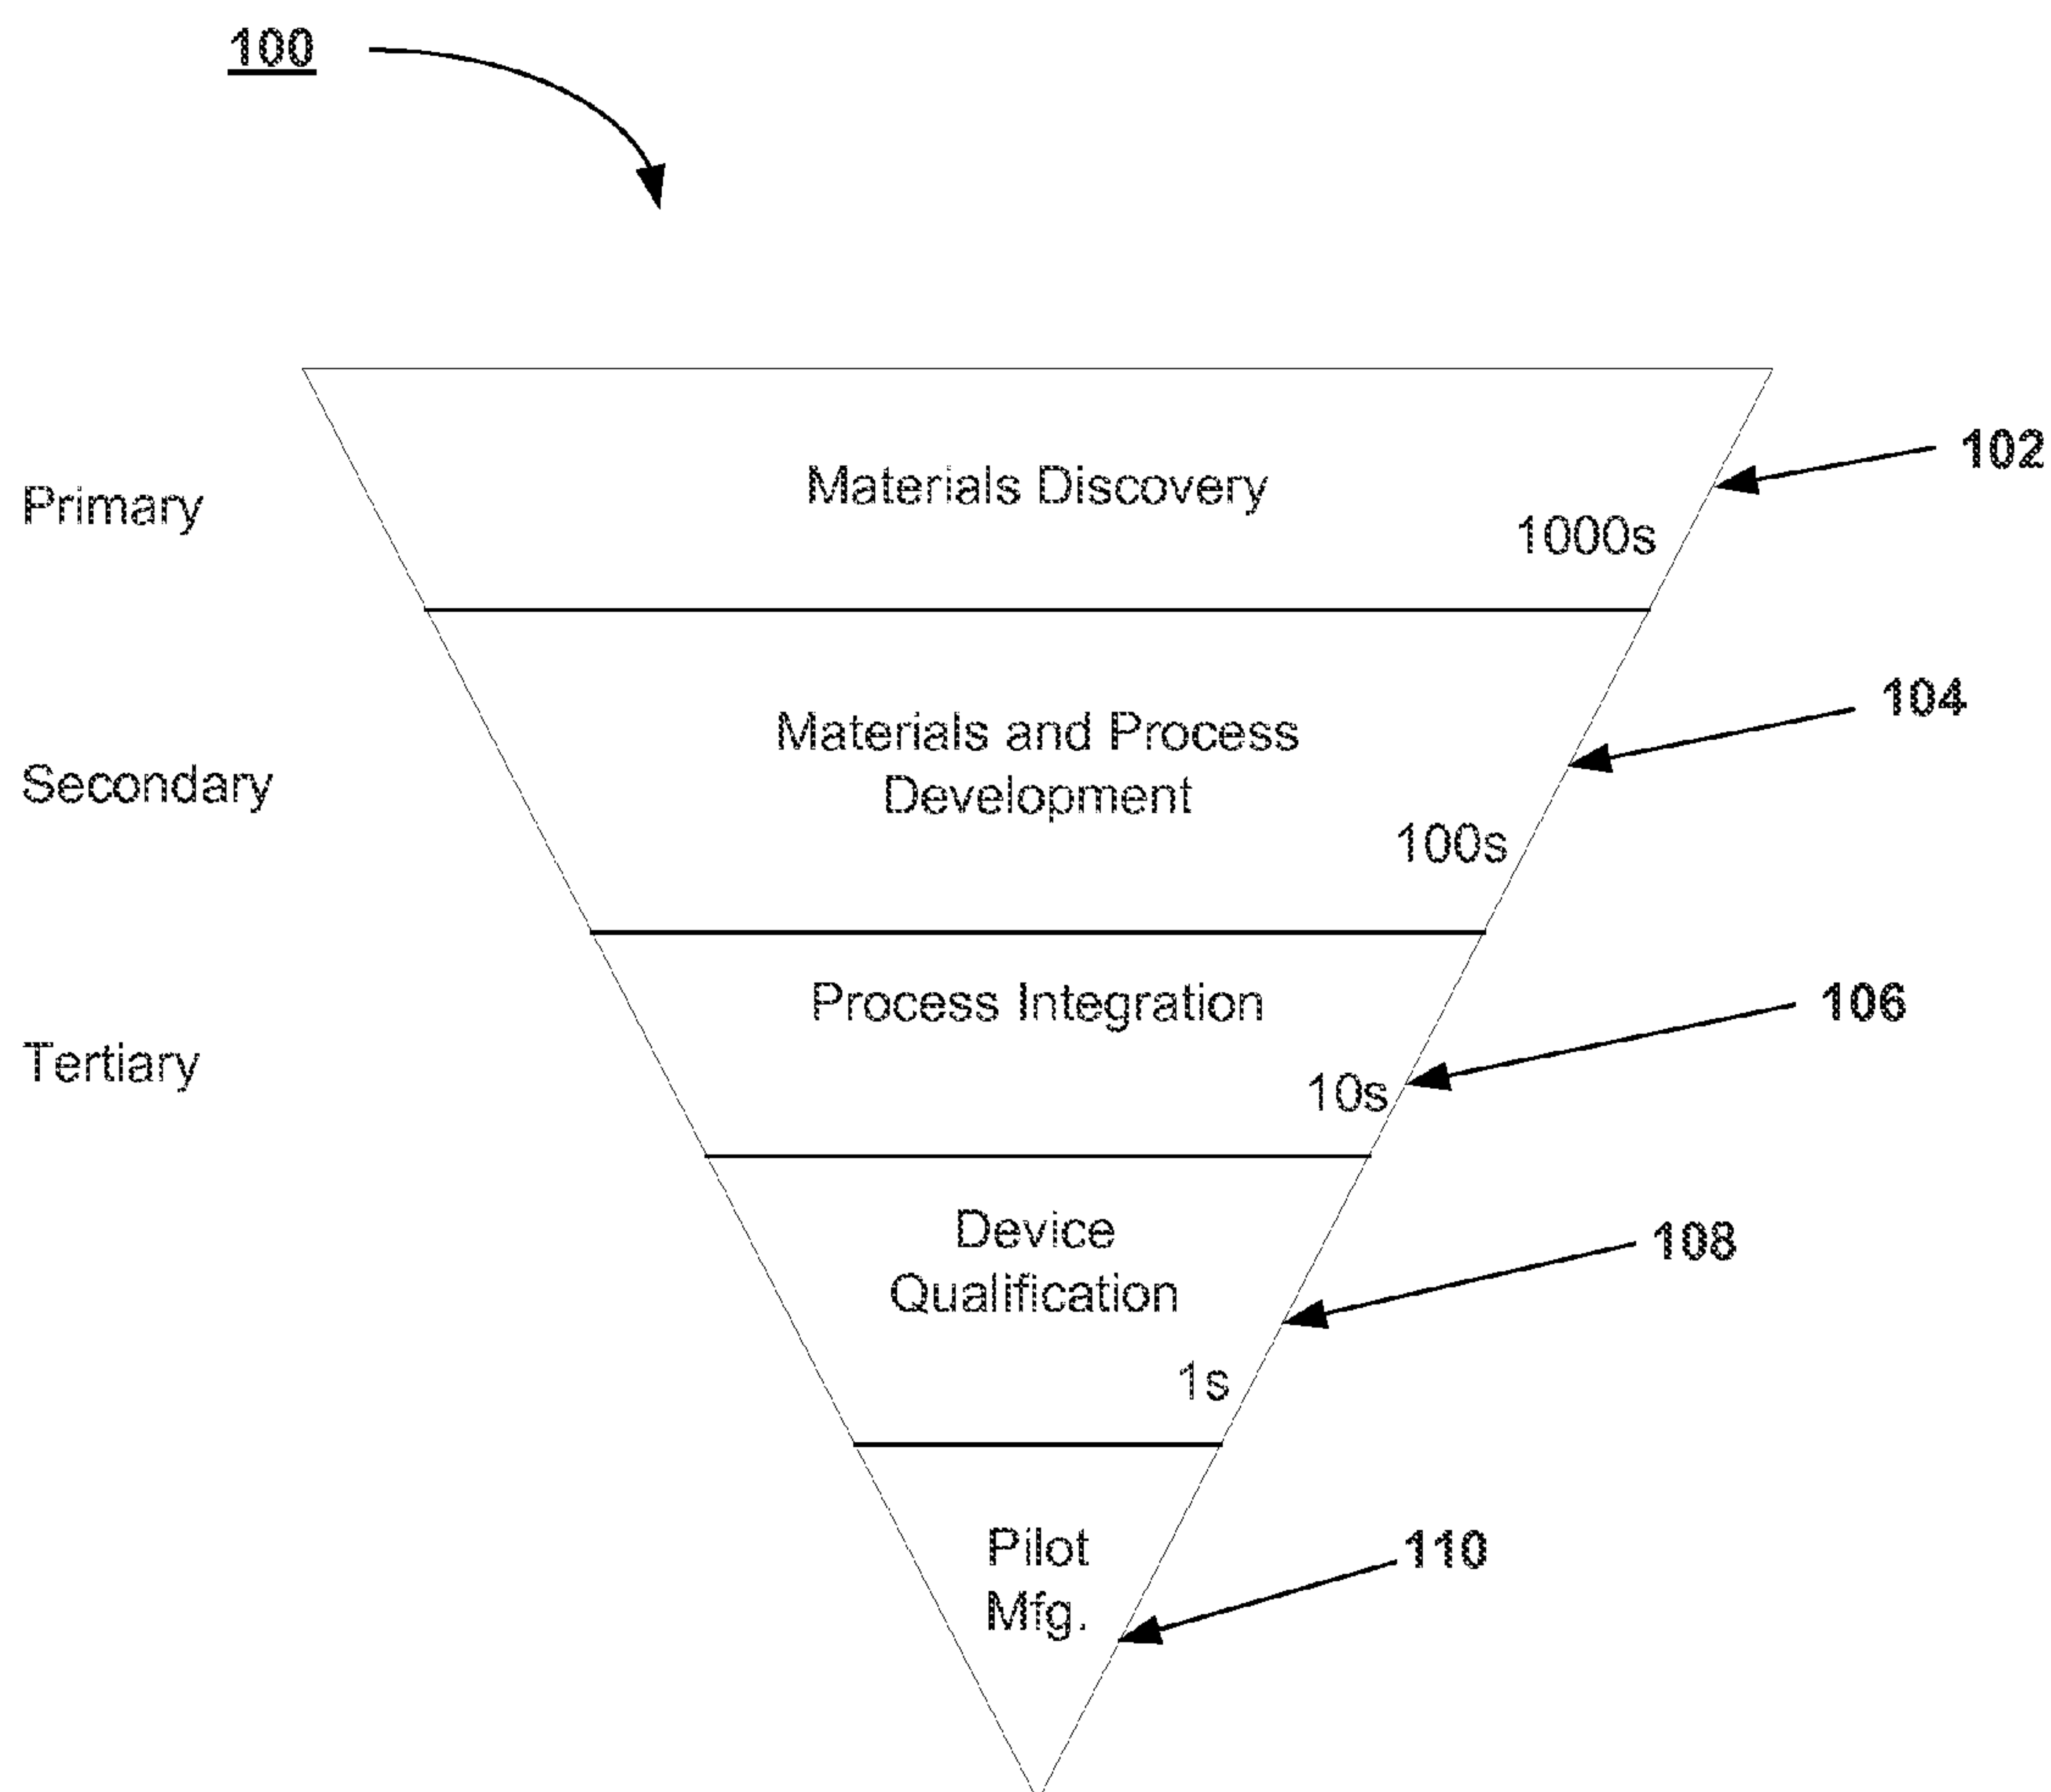 100
Materials Discovery
102
Primary
1000s
Materials and Process
Development
104
Secondary
100s
Process Integration
106
Tertiary
10s
Device
Qualification
108
1s
Pilot
Mfg.
110